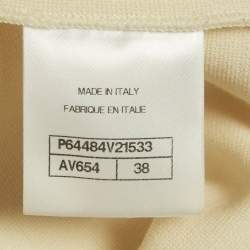 MADE IN ITALY
FABRIQUE EN ITALIE
P64484V21533
AV654 38